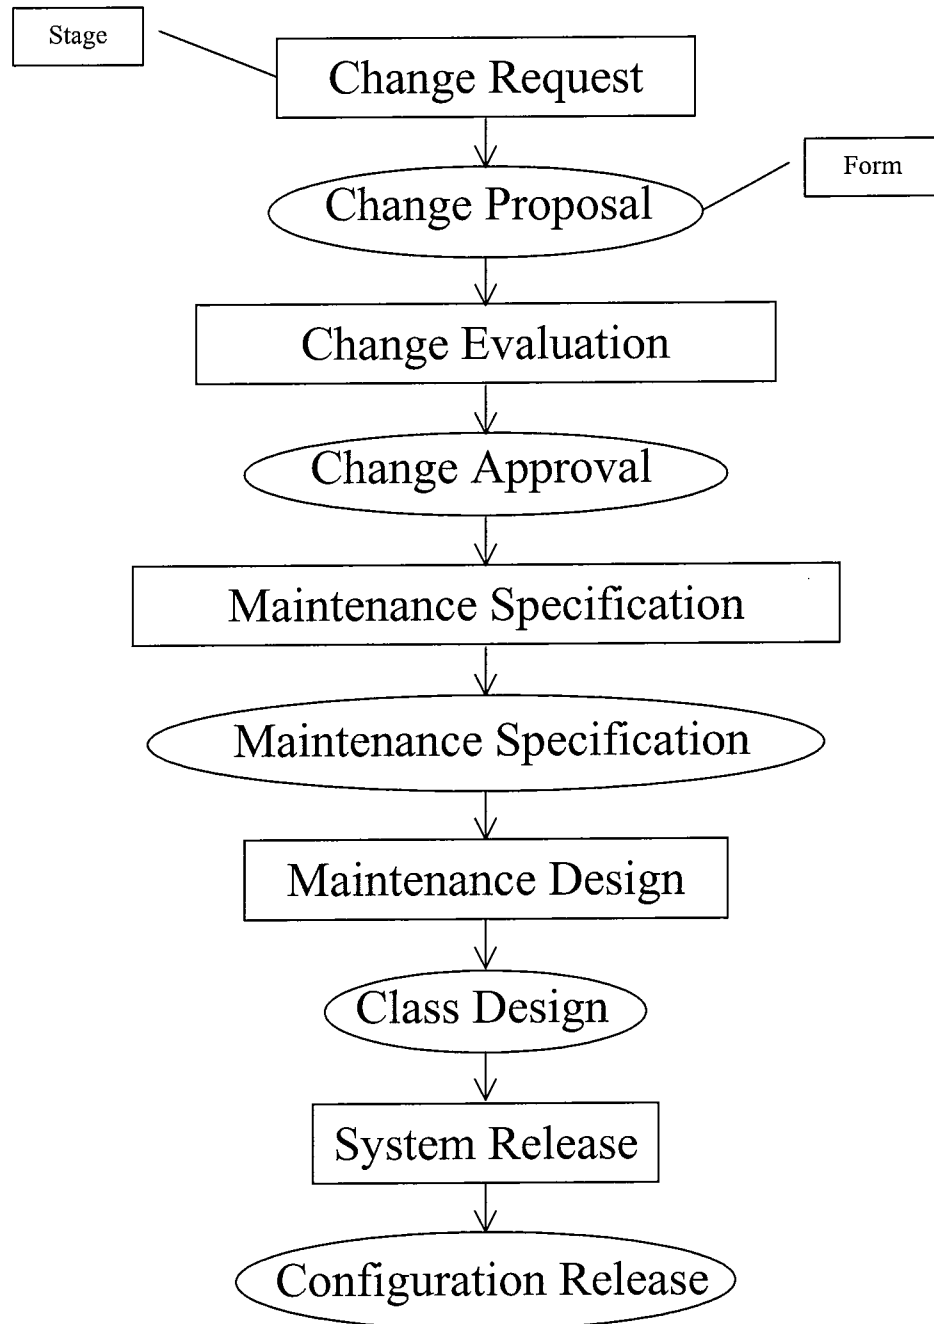 Stage
Change Request
Change Proposal
Form
Change Evaluation
Change Approval
Maintenance Specification
Maintenance Specification
Maintenance Design
Class Design
System Release
Configuration Release